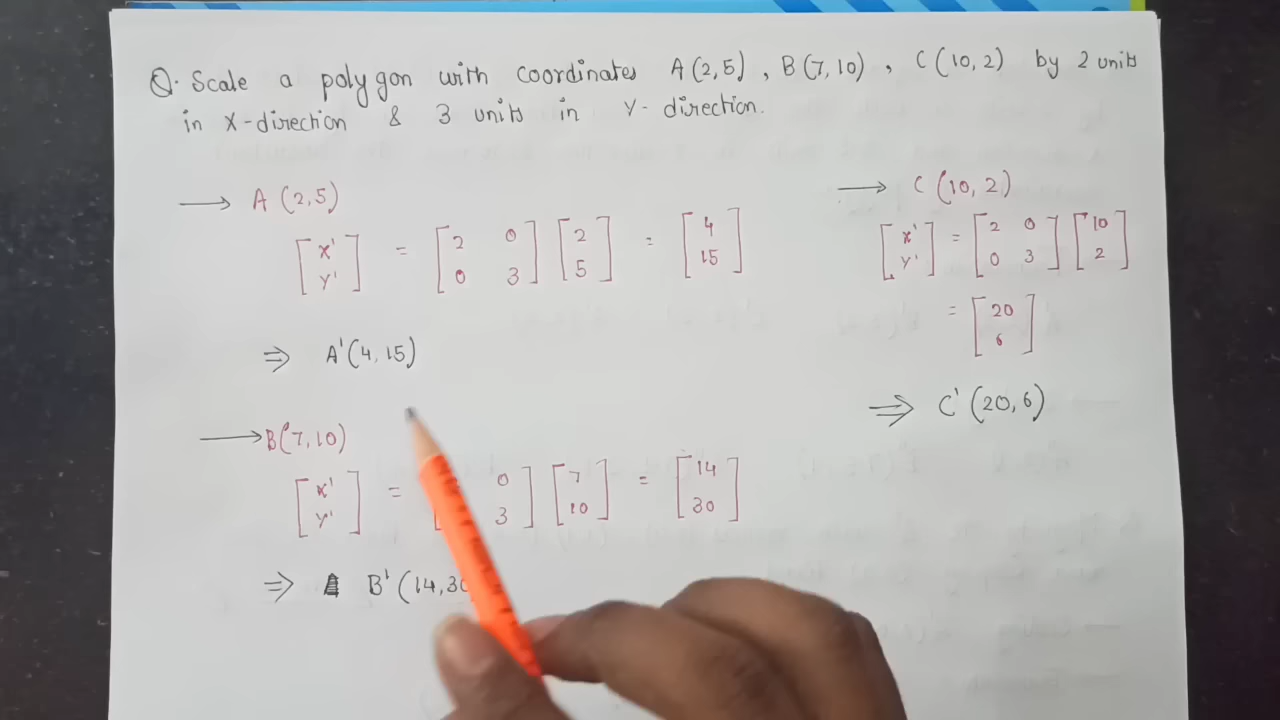 Q. Scale a polygon with coordinates A(2,5), B(7,10), C(10,2) by 2 units
in X-direction & 3 units in Y-direction.
→ A(2,5)
[X' Y'] = [2 0 0 3] [2 5] = [4 15]
⇒ A'(4,15)
→ B(7,10)
[X' Y'] = [0 3] [7 10] = [14 30]
⇒ B'(14,30
→ C(10,2)
[X' Y'] = [2 0 0 3] [10 2]
= [20 6]
⇒ C'(20,6)